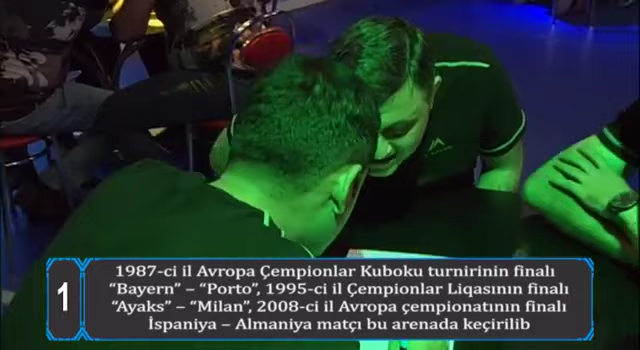 1
1987-ci il Avropa Çempionlar Kuboku turnirinin finalı
“Bayern” – “Porto”, 1995-ci il Çempionlar Liqasının finalı
“Ayaks” – “Milan”, 2008-ci il Avropa çempionatının finalı
İspaniya – Almaniya matçı bu arenada keçirilib